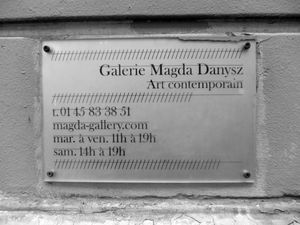 Galerie Magda Danysz
Art contemporain
t. 01 45 83 38 51
magda-gallery.com
mar. à ven. 11h à 19h
sam. 14h à 19h